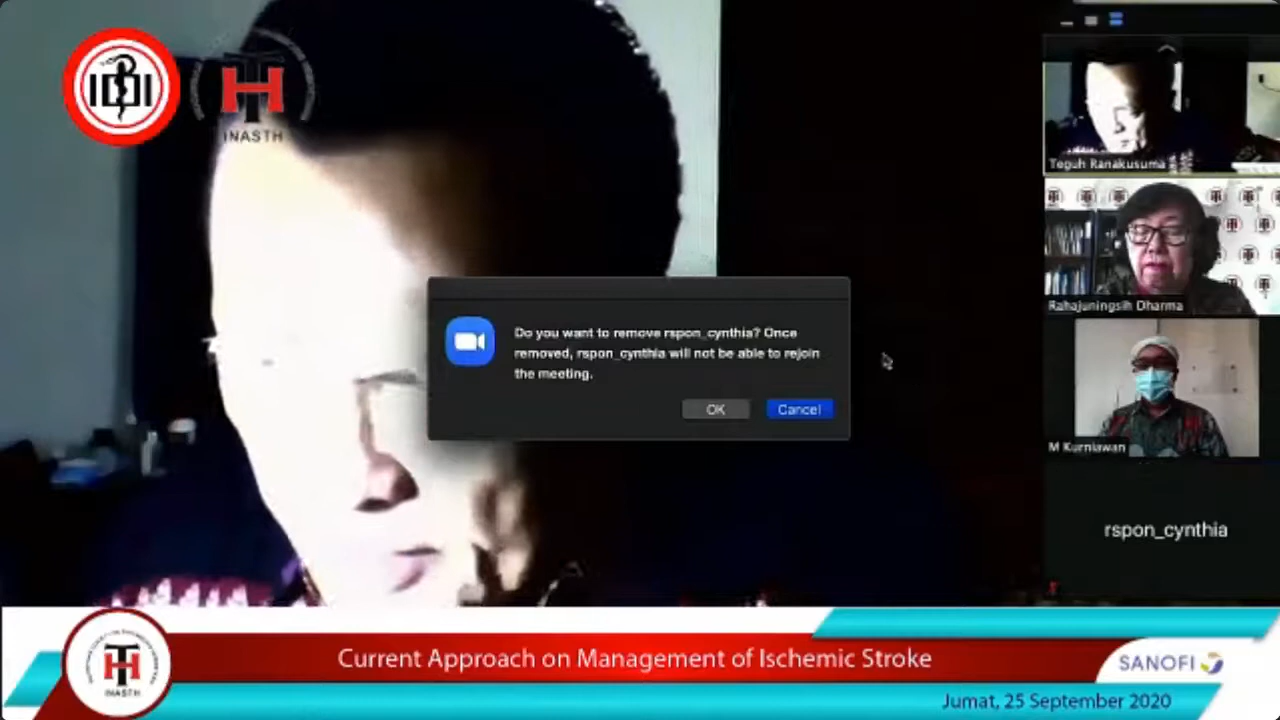 IDI
TH
INASTH
Teguh Ranakusuma
Rahajuningsih Dharma
M Kurniawan
rspon_cynthia
Do you want to remove rspon_cynthia? Once
removed, rspon_cynthia will not be able to rejoin
the meeting.
OK
Cancel
TH
INASTH
Current Approach on Management of Ischemic Stroke
SANOFI
Jumat, 25 September 2020